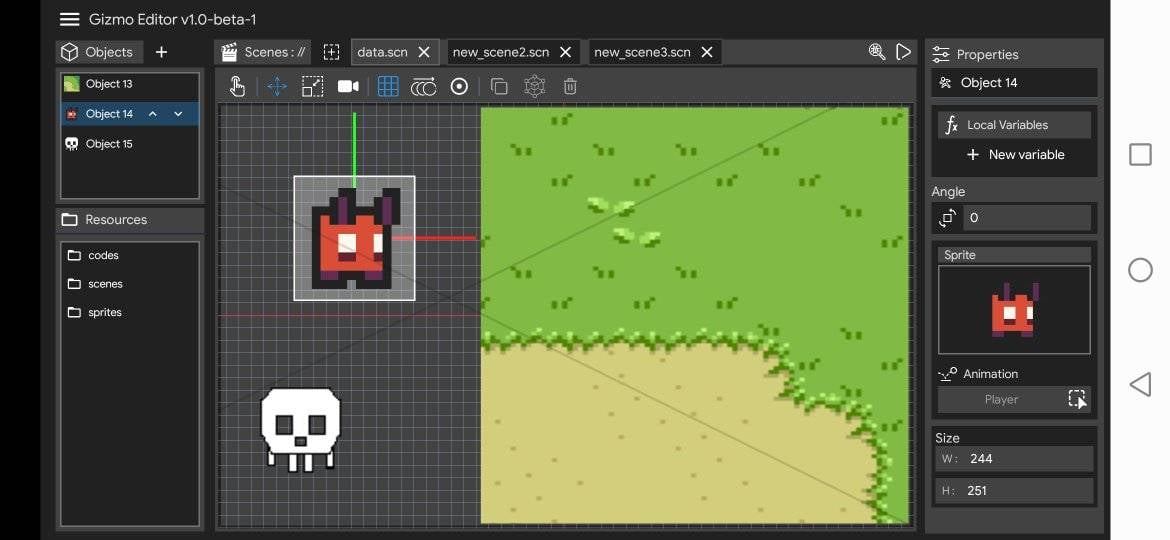 Gizmo Editor v1.0-beta-1
Objects
Scenes : //
data.scn
new_scene2.scn
new_scene3.scn
Properties
Object 13
Object 14
Object 15
Object 14
fx Local Variables
New variable
Angle
0
Resources
codes
scenes
sprites
Sprite
Animation
Player
Size
W: 244
H: 251